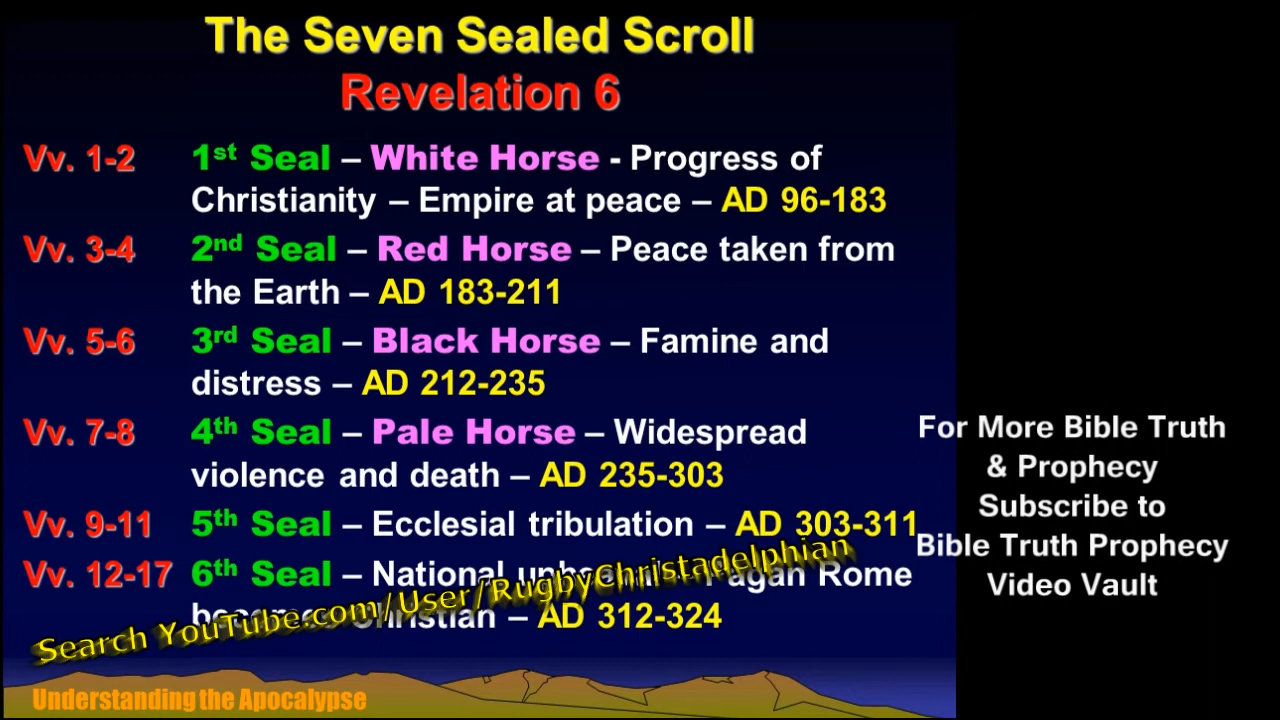 The Seven Sealed Scroll
Revelation 6
Vv. 1-2 1st Seal – White Horse - Progress of
Christianity – Empire at peace – AD 96-183
Vv. 3-4 2nd Seal – Red Horse – Peace taken from
the Earth – AD 183-211
Vv. 5-6 3rd Seal – Black Horse – Famine and
distress – AD 212-235
Vv. 7-8 4th Seal – Pale Horse – Widespread
violence and death – AD 235-303
Vv. 9-11 5th Seal – Ecclesial tribulation – AD 303-311
Vv. 12-17 6th Seal – National Pagan Rome
Christian – AD 312-324
Search YouTube.com/User/RugbyChristadelphian
Understanding the Apocalypse
For More Bible Truth
& Prophecy
Subscribe to
Bible Truth Prophecy
Video Vault